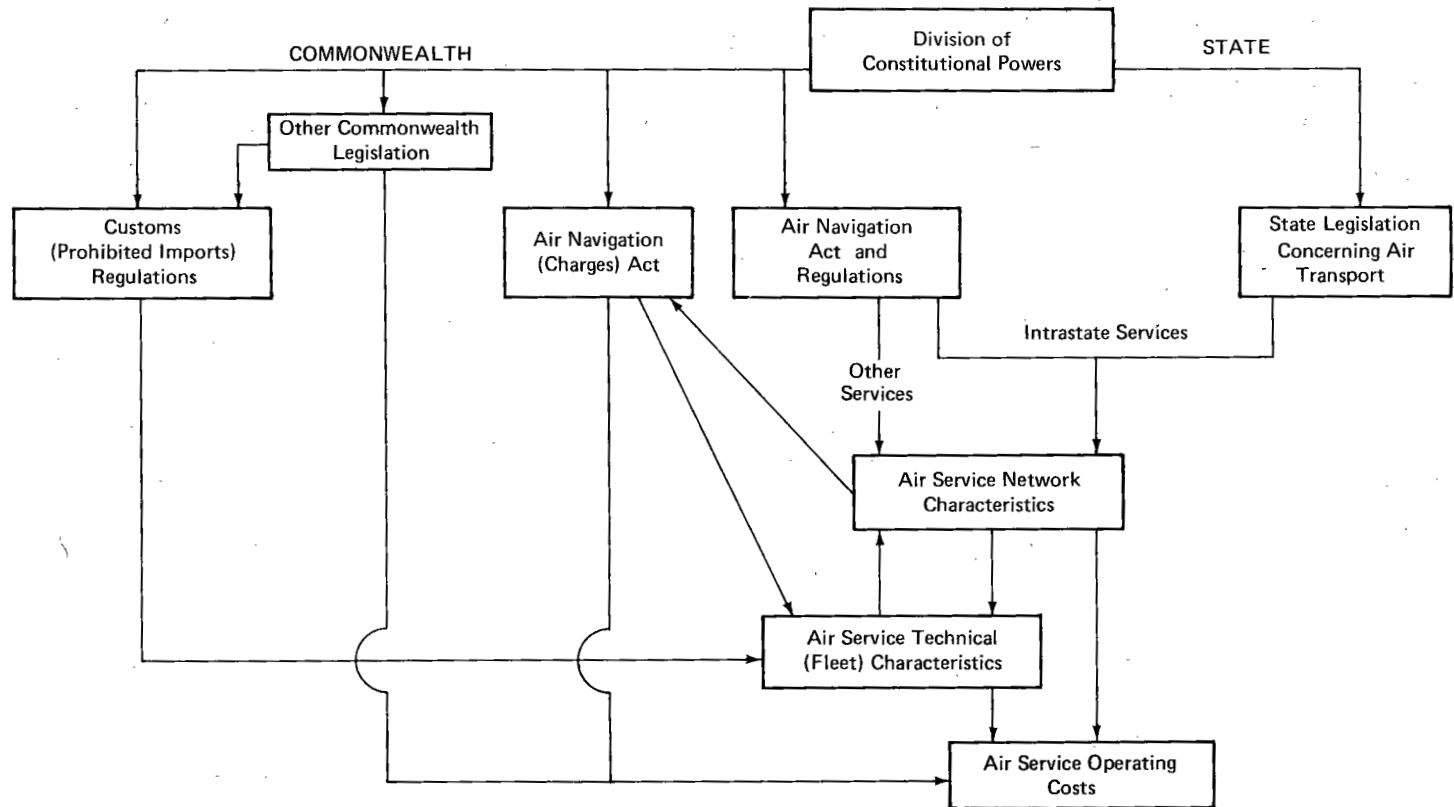 Division of
Constitutional Powers
COMMONWEALTH
STATE
Other Commonwealth
Legislation
Customs
(Prohibited Imports)
Regulations
Air Navigation
(Charges) Act
Air Navigation
Act and
Regulations
State Legislation
Concerning Air
Transport
Intrastate Services
Other
Services
Air Service Network
Characteristics
Air Service Technical
(Fleet) Characteristics
Air Service Operating
Costs